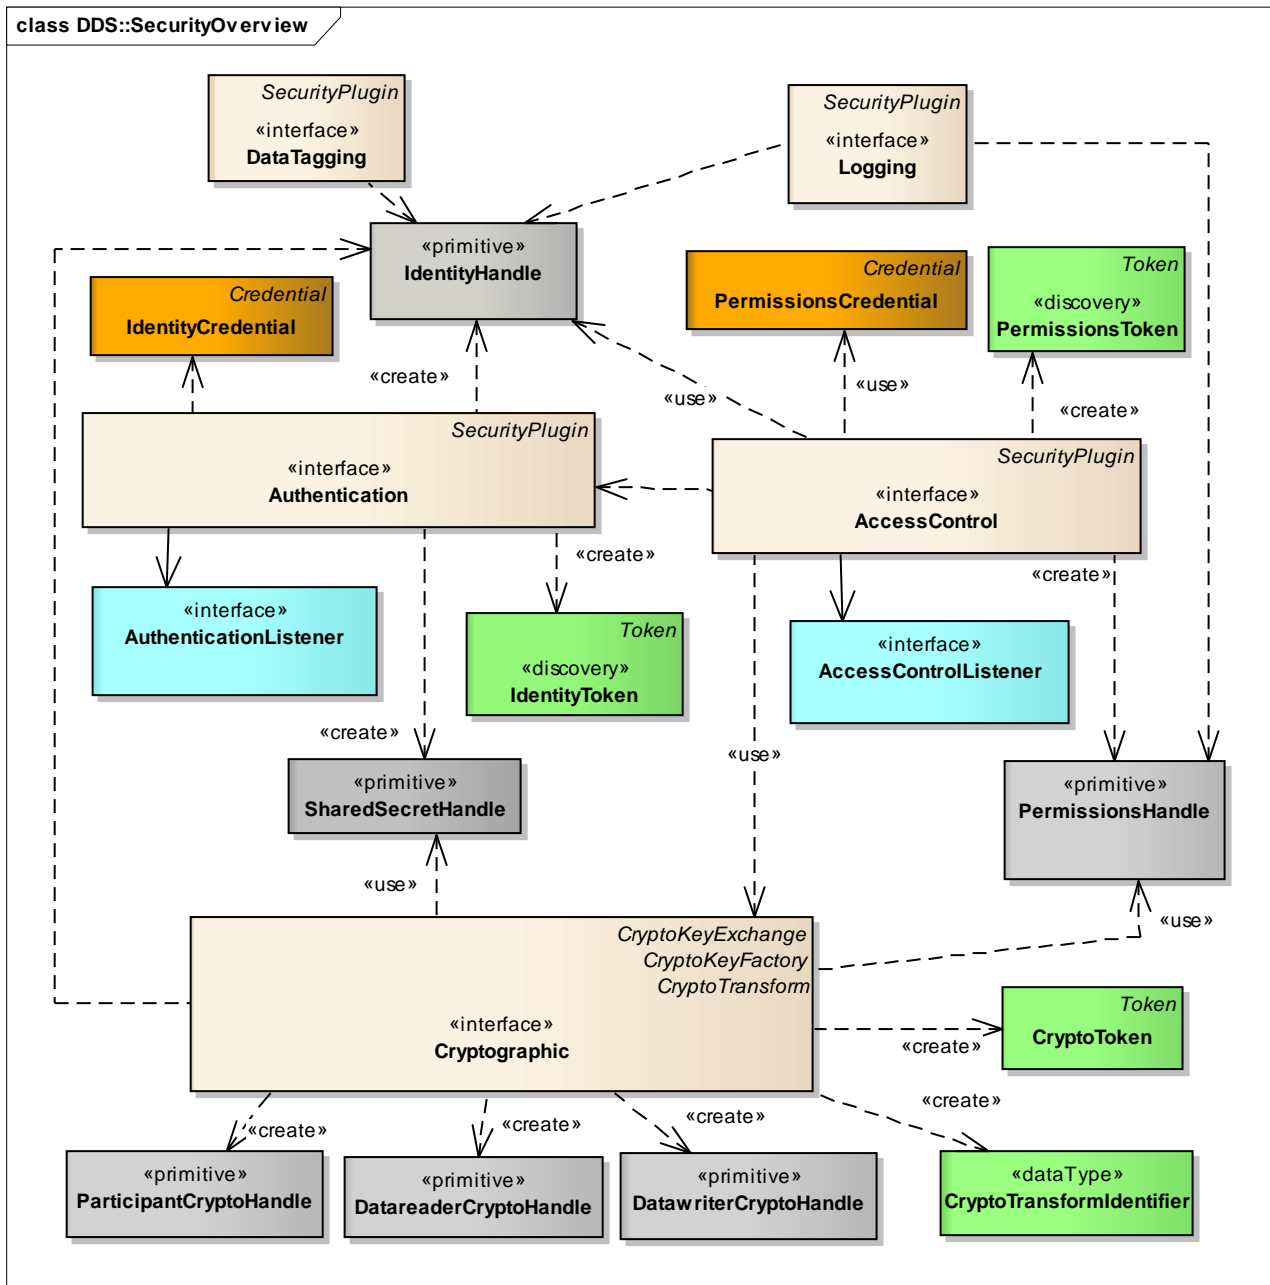 class DDS::SecurityOverview
SecurityPlugin
«interface»
DataTagging
SecurityPlugin
«interface»
Logging
«primitive»
IdentityHandle
Credential
IdentityCredential
Credential
PermissionsCredential
Token
«discovery»
PermissionsToken
«create»
«use»
«use»
«create»
SecurityPlugin
«interface»
Authentication
SecurityPlugin
«interface»
AccessControl
«create»
«create»
«interface»
AuthenticationListener
Token
«discovery»
IdentityToken
«interface»
AccessControlListener
«create»
«use»
«primitive»
SharedSecretHandle
«primitive»
PermissionsHandle
«use»
«use»
CryptoKeyExchange
CryptoKeyFactory
CryptoTransform
«interface»
Cryptographic
Token
CryptoToken
«create»
«create»
«create»
«create»
«create»
«primitive»
ParticipantCryptoHandle
«primitive»
DatareaderCryptoHandle
«primitive»
DatawriterCryptoHandle
«dataType»
CryptoTransformIdentifier